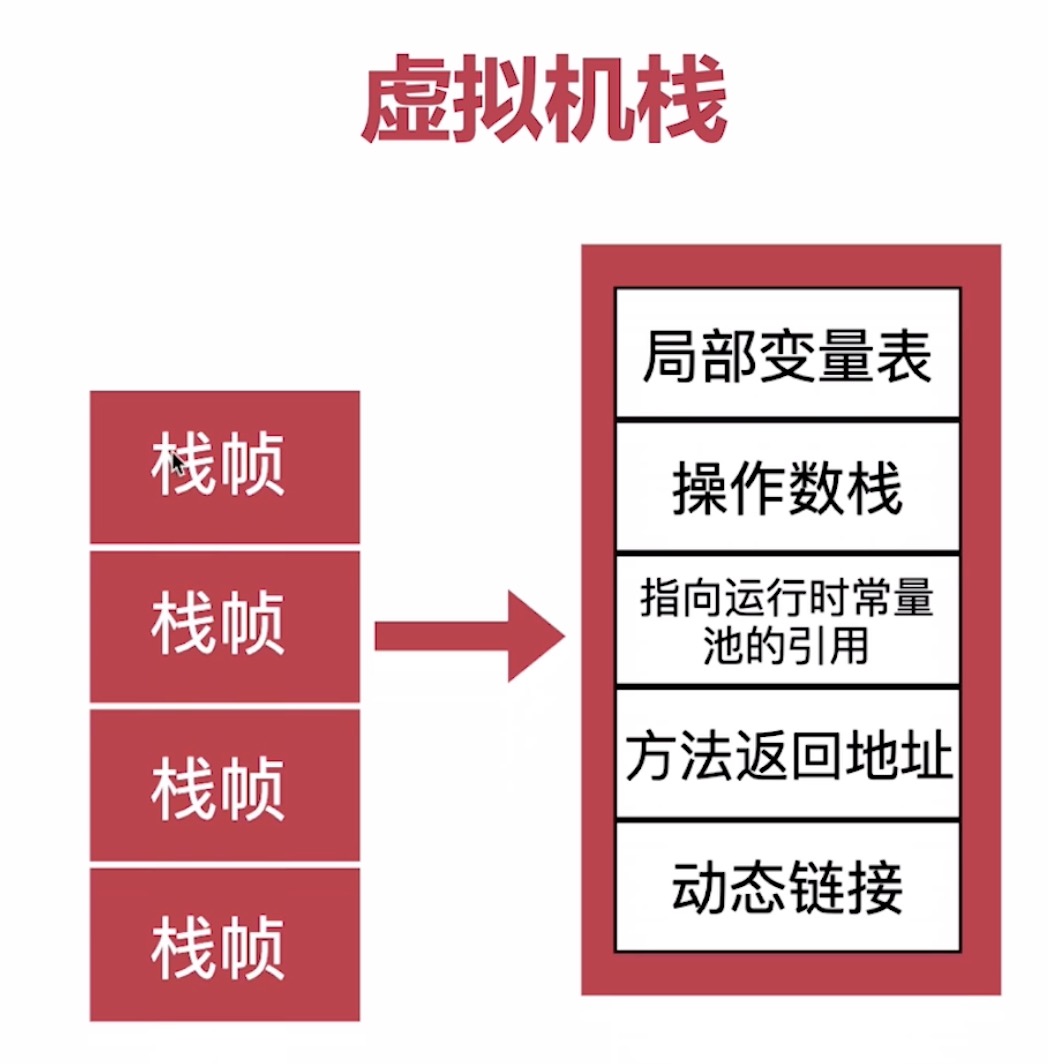 虚拟机栈
栈帧
栈帧
栈帧
栈帧
局部变量表
操作数栈
指向运行时常量
池的引用
方法返回地址
动态链接